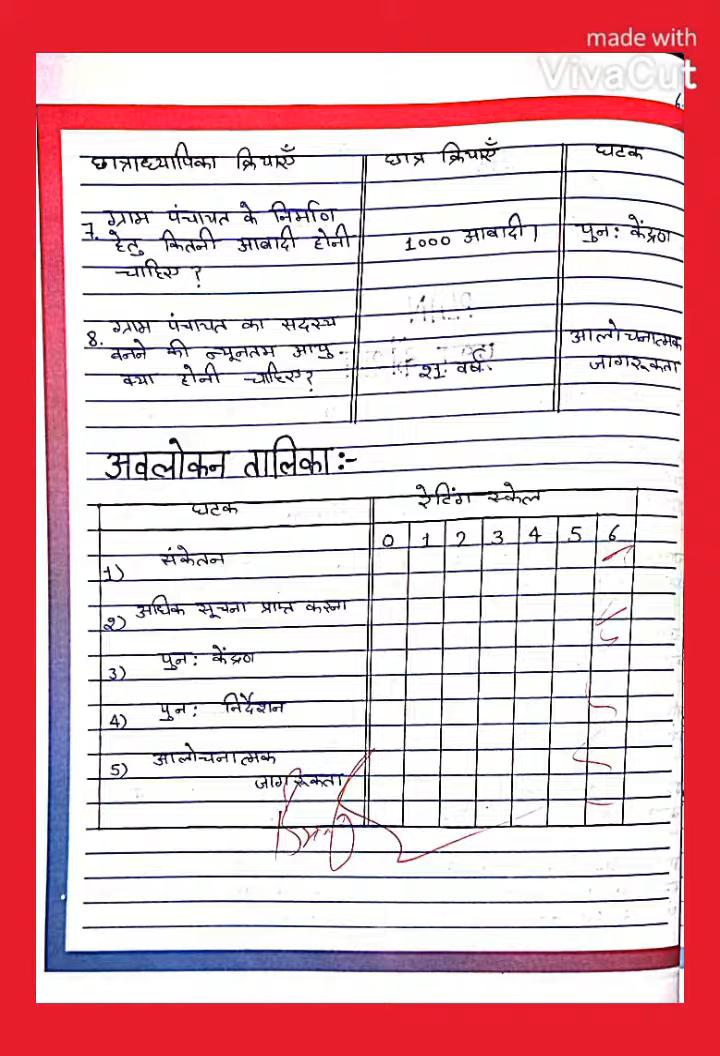 made with
VivaCut
6
छात्राध्यापिका क्रियाएँ छात्र क्रियाएँ घटक
7. ग्राम पंचायत के निर्माण
हेतु कितनी आबादी होनी 1000 आबादी। पुन: केंद्रण
चाहिए ?
8. ग्राम पंचायत का सदस्य
बनने की न्यूनतम आयु आलोचनात्मक
क्या होनी चाहिए? 21 वर्ष. जागरूकता
अवलोकन तालिका:-
घटक रेटिंग स्केल
0 1 2 3 4 5 6
1) संकेतन
2) अधिक सूचना प्राप्त करना
3) पुन: केंद्रण
4) पुन: निर्देशन
5) आलोचनात्मक
जागरूकता